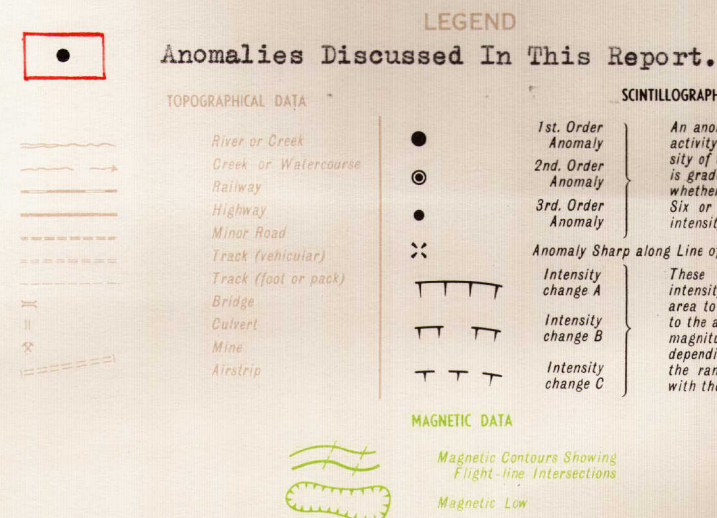 LEGEND
Anomalies Discussed In This Report.
TOPOGRAPHICAL DATA
River or Creek
Creek or Watercourse
Railway
Highway
Minor Road
Track (vehicular)
Track (foot or pack)
Bridge
Culvert
Mine
Airstrip
SCINTILLOGRAPH
1st. Order
Anomaly
2nd. Order
Anomaly
3rd. Order
Anomaly
An anom
activity
sity of
is grad
whether
Six or
intensit
Anomaly Sharp along Line of
Intensity
change A
Intensity
change B
Intensity
change C
These
intensity
area to
to the a
magnitu
dependi
the ran
with the
MAGNETIC DATA
Magnetic Contours Showing
Flight-line Intersections
Magnetic Low